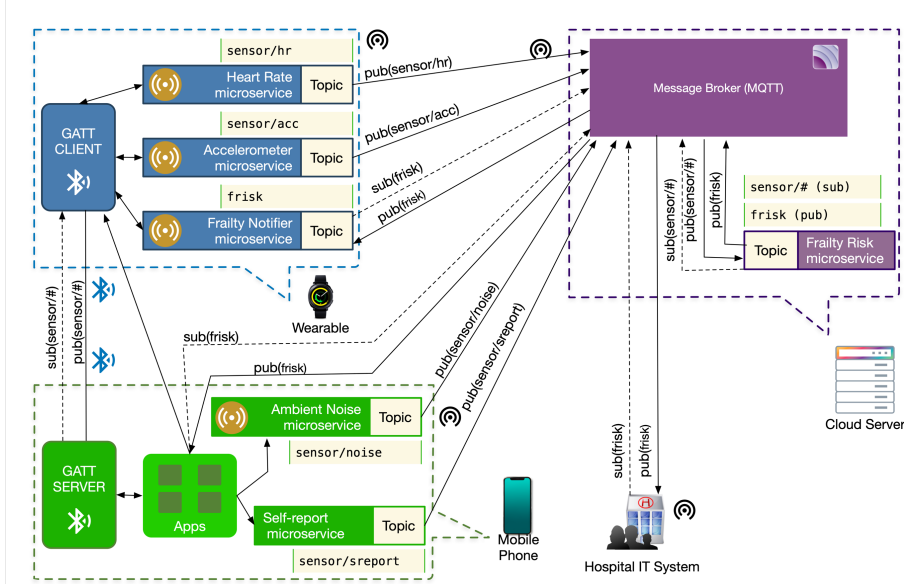 sensor/hr
Heart Rate
microservice
Topic
sensor/acc
Accelerometer
microservice
Topic
frisk
Frailty Notifier
microservice
Topic
GATT
CLIENT
Wearable
pub(sensor/hr)
pub(sensor/acc)
sub(frisk)
pub(frisk)
Message Broker (MQTT)
sub(sensor/#)
pub(sensor/#)
pub(frisk)
sensor/# (sub)
frisk (pub)
Topic
Frailty Risk
microservice
Cloud Server
sub(sensor/#)
pub(sensor/#)
sub(frisk)
pub(frisk)
pub(sensor/noise)
pub(sensor/sreport)
Ambient Noise
microservice
Topic
sensor/noise
GATT
SERVER
Apps
Self-report
microservice
Topic
sensor/sreport
Mobile
Phone
sub(frisk)
pub(frisk)
H
Hospital IT System